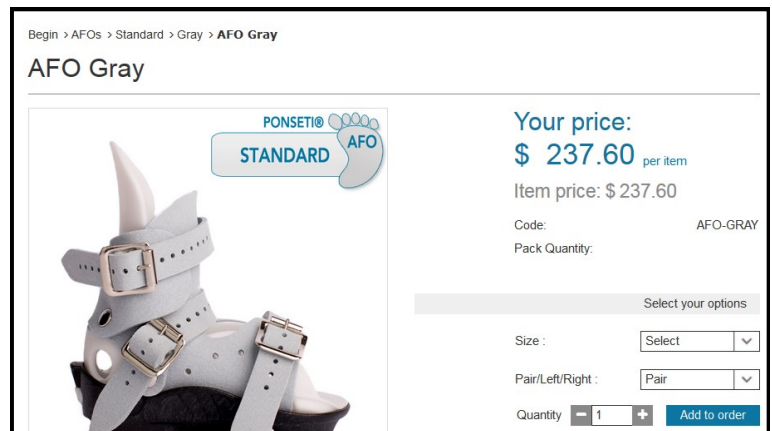 Begin > AFOs > Standard > Gray > AFO Gray
AFO Gray
PONSETI®
STANDARD
AFO
Your price:
$ 237.60 per item
Item price: $ 237.60
Code: AFO-GRAY
Pack Quantity:
Select your options
Size : Select
Pair/Left/Right : Pair
Quantity - 1 + Add to order